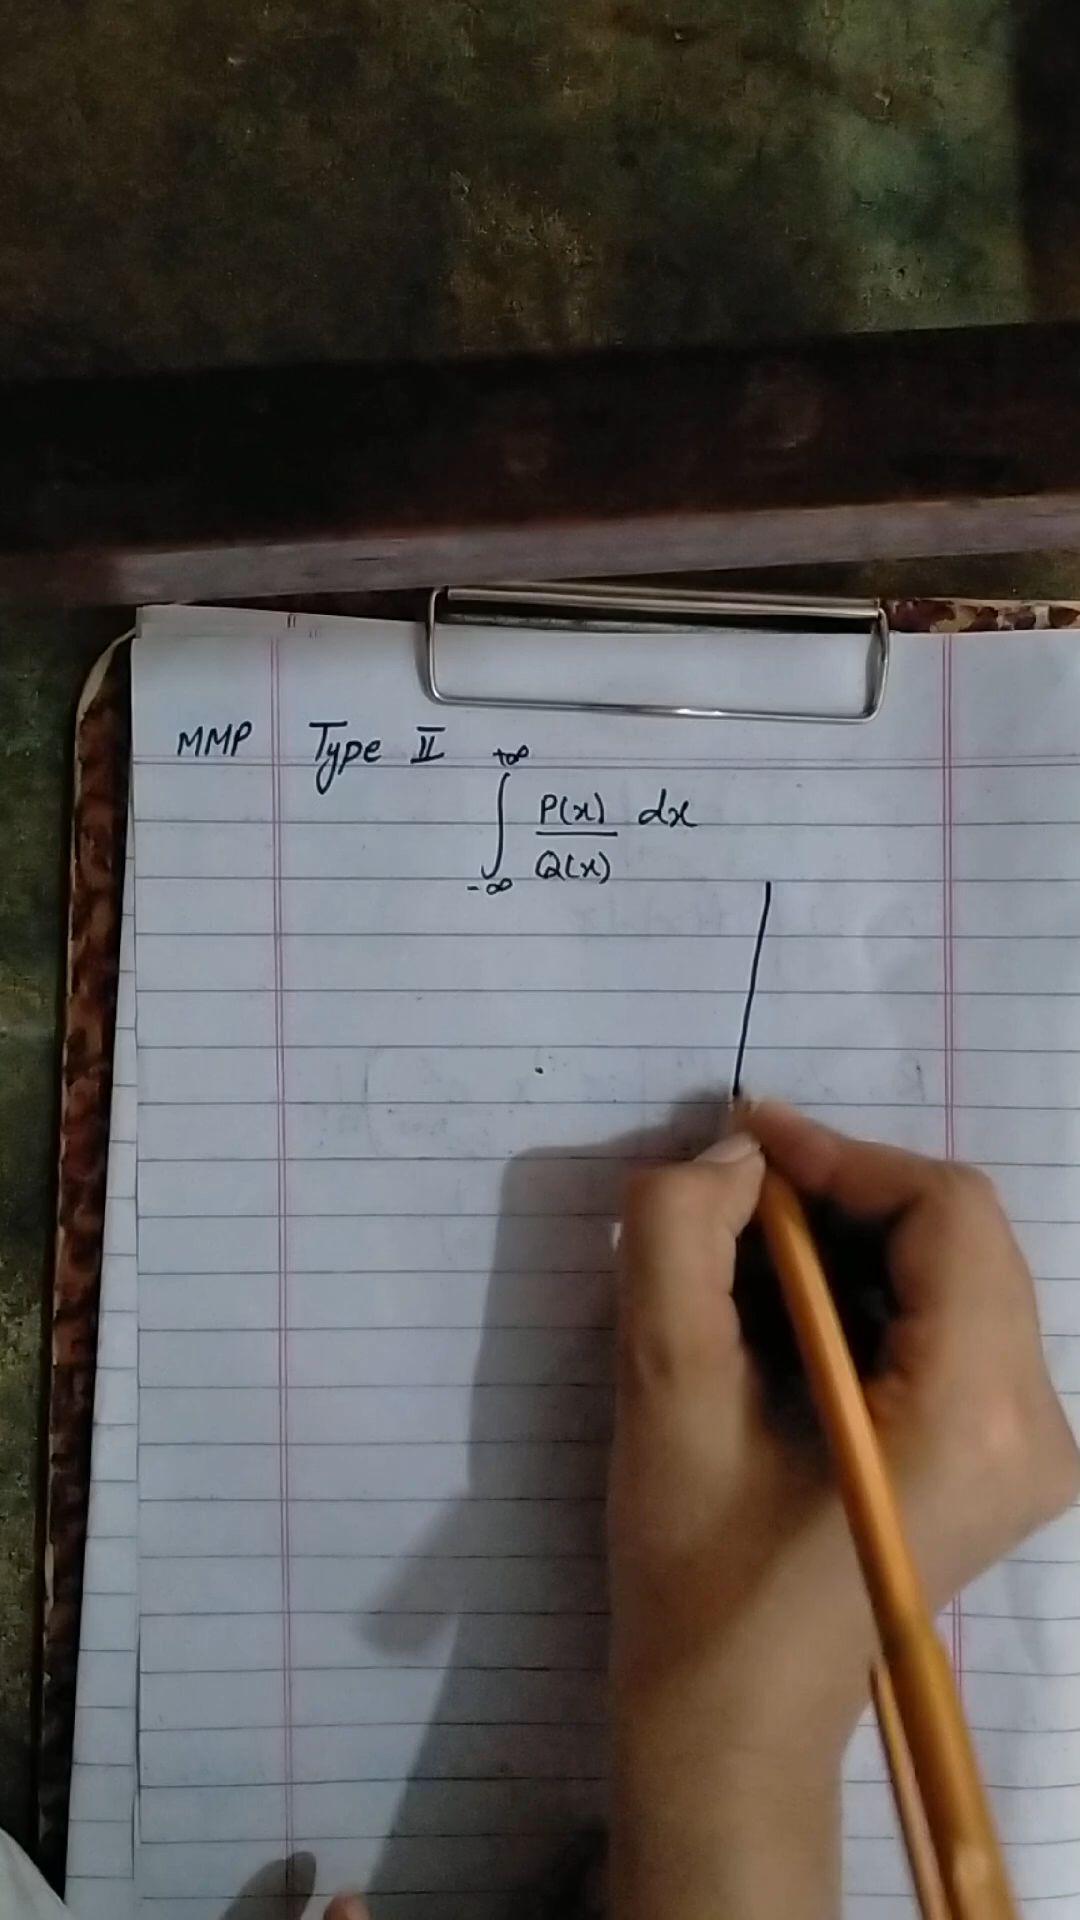 MMP Type II
+∞
∫ P(x) dx
Q(x)
-∞